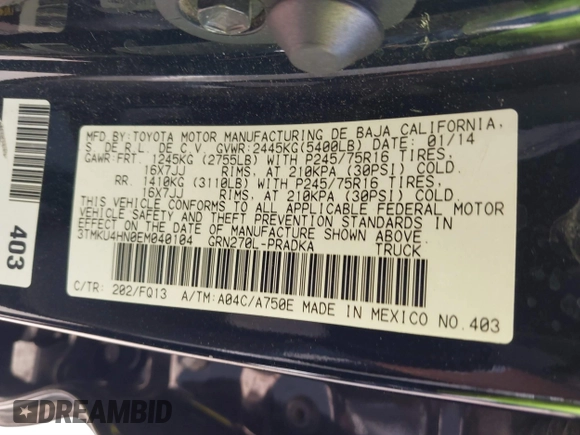 MFD.BY:TOYOTA MOTOR MANUFACTURING DE BAJA CALIFORNIA,
S. DE R.L. DE C.V. GVWR:2445KG(5400LB) DATE: 01/14
GAWR:FRT. 1245KG (2755LB) WITH P245/75R16 TIRES,
16X7JJ RIMS, AT 210KPA (30PSI) COLD.
RR. 1410KG (3110LB) WITH P245/75R16 TIRES,
16X7JJ RIMS, AT 210KPA (30PSI) COLD.
THIS VEHICLE CONFORMS TO ALL APPLICABLE FEDERAL MOTOR
VEHICLE SAFETY AND THEFT PREVENTION STANDARDS IN
EFFECT ON THE DATE OF MANUFACTURE SHOWN ABOVE.
3TMKU4HN0EM040104 GRN270L-PRADKA TRUCK
C/TR: 202/FQ13 A/TM:A04C/A750E MADE IN MEXICO NO.403
403
DREAMBID